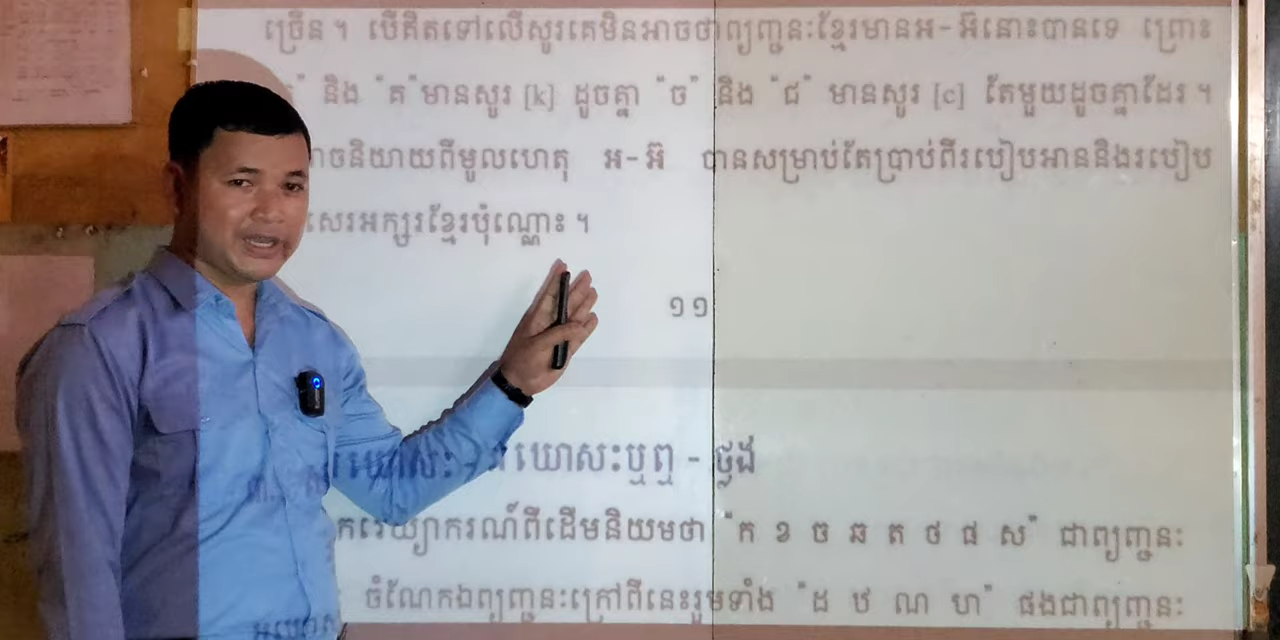 ច្រើន ។ បើគិតទៅលើសូរគេមិនអាចថាព្យញ្ជនៈខ្មែរមានអ-អ៊នោះបានទេ ព្រោះ
និង "គ" មានសូរ [k] ដូចគ្នា "ច" និង "ជ" មានសូរ [c] តែមួយដូចគ្នាដែរ ។
និយាយពីមូលហេតុ អ-អ៊ បានសម្រាប់តែប្រាប់ពីរបៀបអាននិងរបៀប
សេរអក្សរខ្មែរប៉ុណ្ណោះ ។
១១
ឃោសៈឬឮ - ថ្លង់
ពីដើមនិយមថា "ក ខ ច ឆ ត ថ ផ ស" ជាព្យញ្ជនៈ
ចំណែកឯព្យញ្ជនៈក្រៅពីនេះរួមទាំង "ដ ឋ ណ ហ" ផងជាព្យញ្ជនៈ